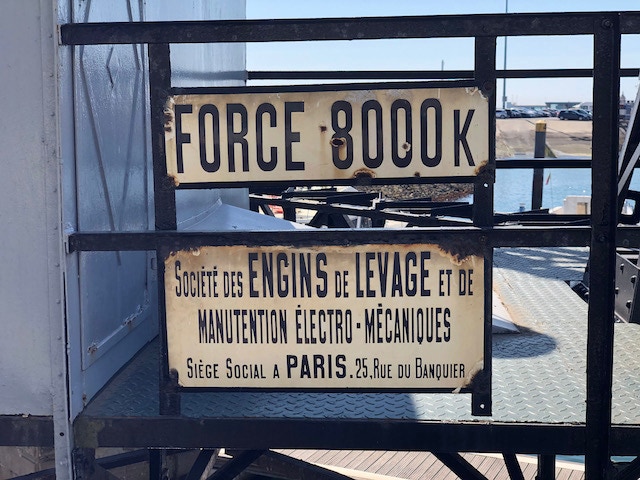 FORCE 8000K
SOCIÉTÉ DES ENGINS DE LEVAGE ET DE
MANUTENTION ÉLECTRO-MÉCANIQUES
SIÈGE SOCIAL A PARIS. 25, RUE DU BANQUIER